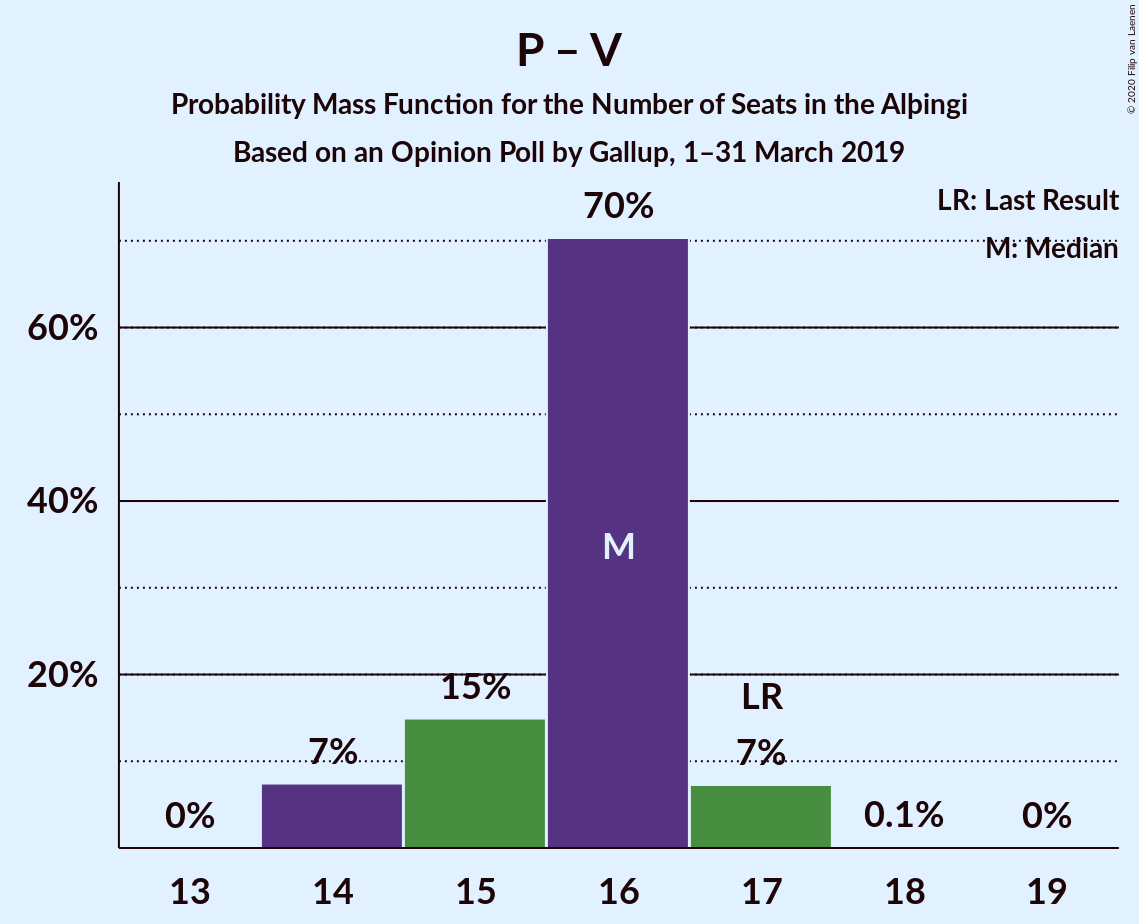 P – V
Probability Mass Function for the Number of Seats in the Alþingi
Based on an Opinion Poll by Gallup, 1–31 March 2019
© 2020 Filip van Laenen
LR: Last Result
M: Median
70%
60%
40%
20%
M
15%
LR
7%
7%
0%
0.1%
0%
13 14 15 16 17 18 19